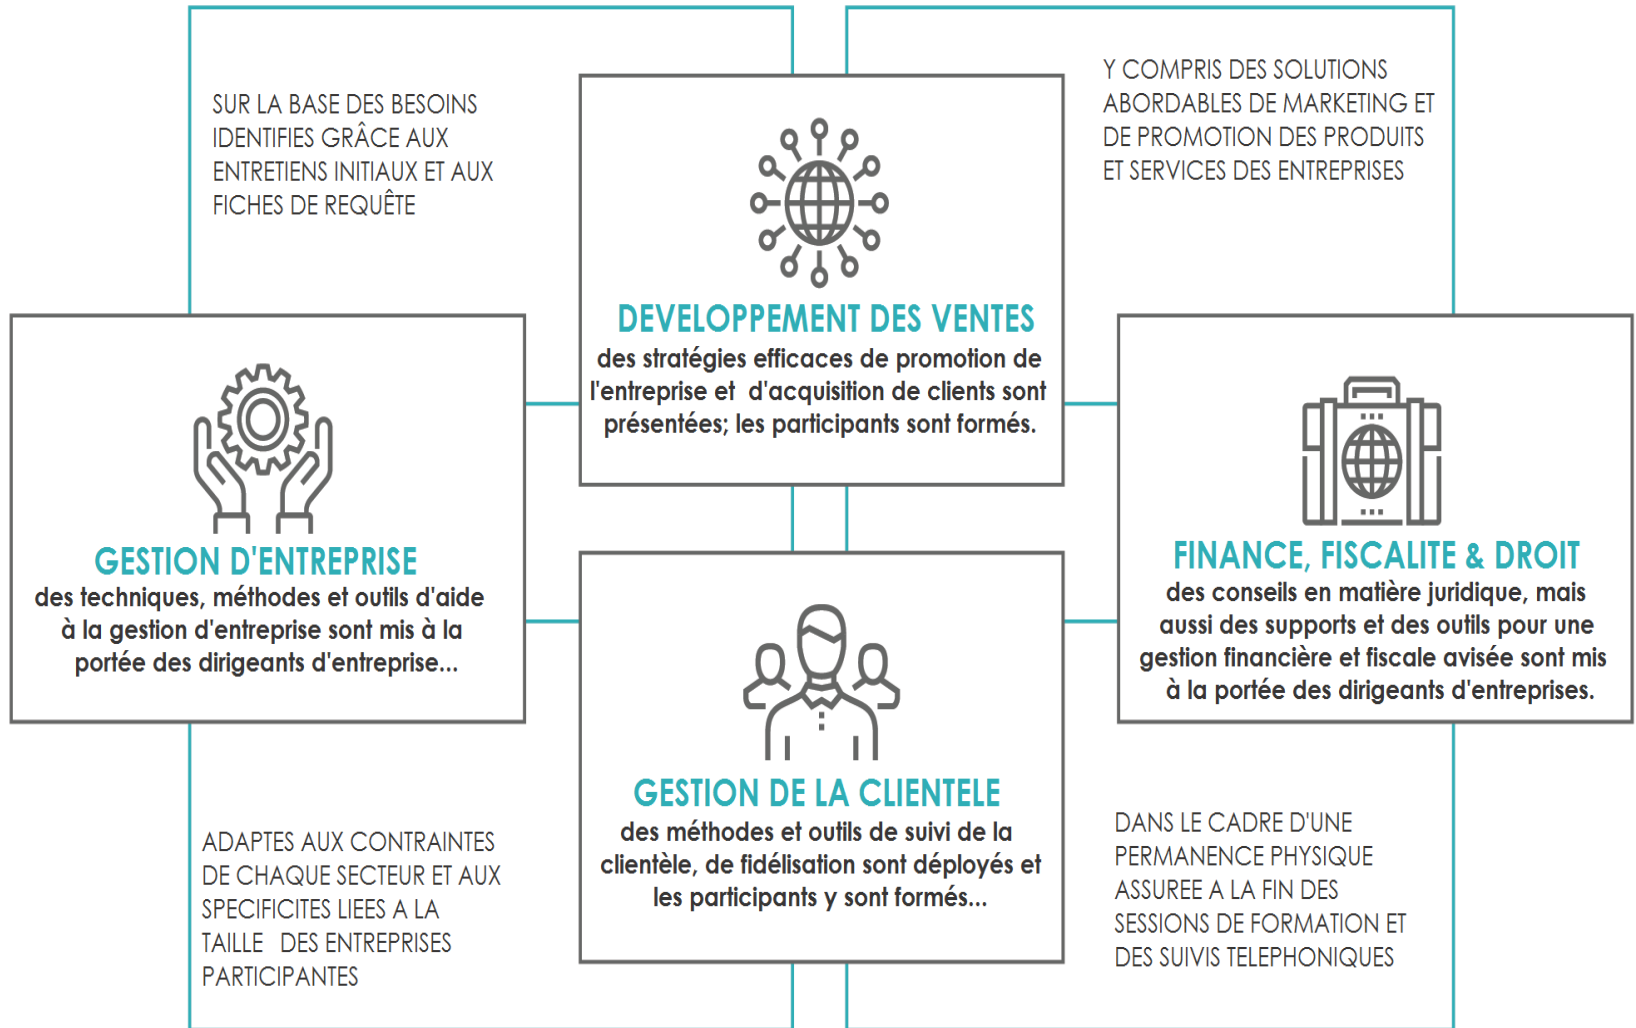 SUR LA BASE DES BESOINS
IDENTIFIES GRÂCE AUX
ENTRETIENS INITIAUX ET AUX
FICHES DE REQUÊTE
Y COMPRIS DES SOLUTIONS
ABORDABLES DE MARKETING ET
DE PROMOTION DES PRODUITS
ET SERVICES DES ENTREPRISES
DEVELOPPEMENT DES VENTES
des stratégies efficaces de promotion de
l'entreprise et d'acquisition de clients sont
présentées; les participants sont formés.
GESTION D'ENTREPRISE
des techniques, méthodes et outils d'aide
à la gestion d'entreprise sont mis à la
portée des dirigeants d'entreprise...
FINANCE, FISCALITE & DROIT
des conseils en matière juridique, mais
aussi des supports et des outils pour une
gestion financière et fiscale avisée sont mis
à la portée des dirigeants d'entreprises.
GESTION DE LA CLIENTELE
des méthodes et outils de suivi de la
clientèle, de fidélisation sont déployés et
les participants y sont formés...
ADAPTES AUX CONTRAINTES
DE CHAQUE SECTEUR ET AUX
SPECIFICITES LIEES A LA
TAILLE DES ENTREPRISES
PARTICIPANTES
DANS LE CADRE D'UNE
PERMANENCE PHYSIQUE
ASSUREE A LA FIN DES
SESSIONS DE FORMATION ET
DES SUIVIS TELEPHONIQUES